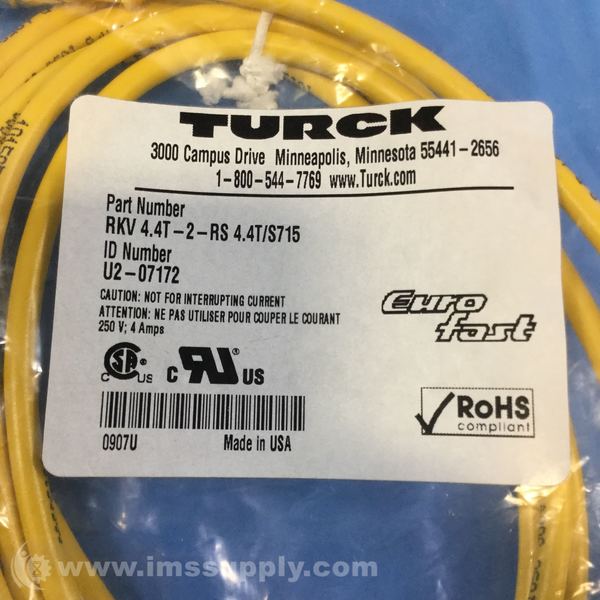 TURCK
3000 Campus Drive Minneapolis, Minnesota 55441-2656
1-800-544-7769 www.Turck.com
Part Number
RKV 4.4T-2-RS 4.4T/S715
ID Number
U2-07172
CAUTION: NOT FOR INTERRUPTING CURRENT
ATTENTION: NE PAS UTILISER POUR COUPER LE COURANT
250 V; 4 Amps
Euro
fast
C SA US
C RU ® US
RoHS
compliant
0907U
Made in USA
www.imssupply.com